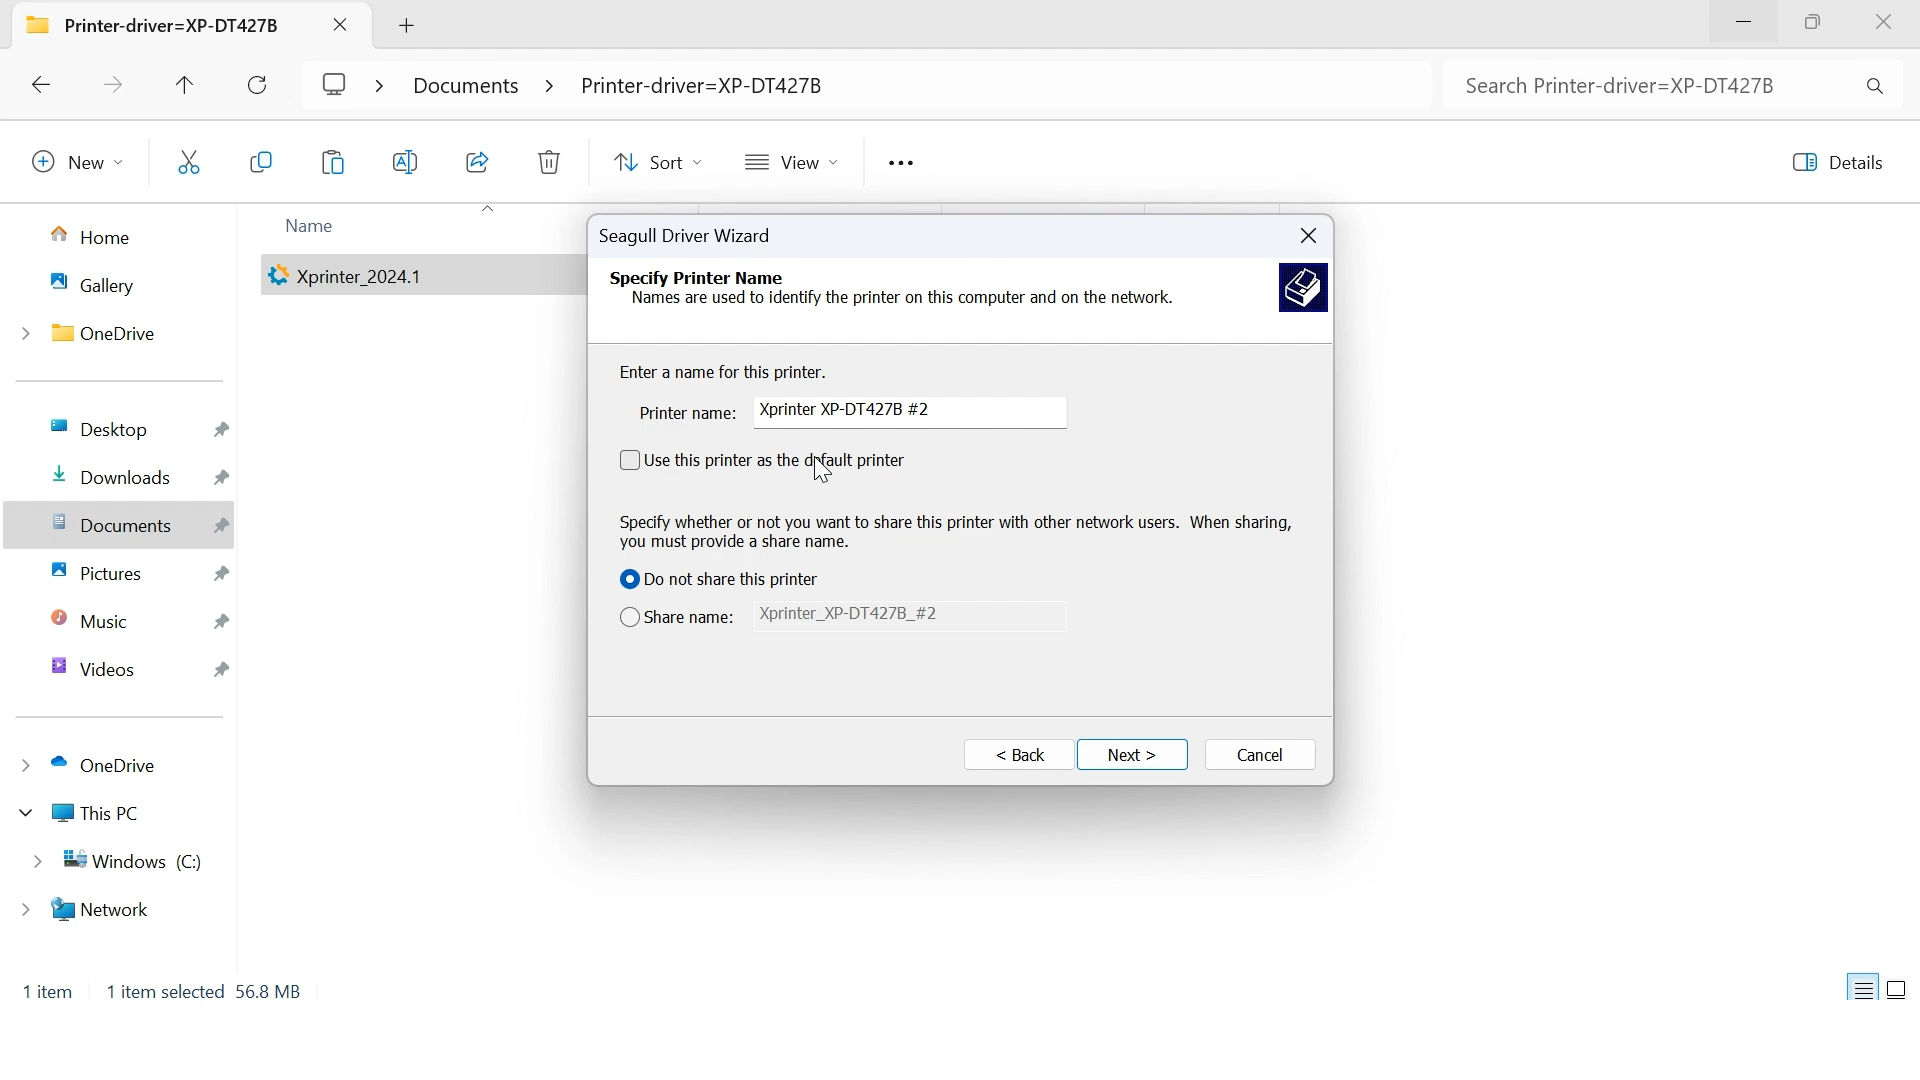 Printer-driver=XP-DT427B
Documents > Printer-driver=XP-DT427B
Search Printer-driver=XP-DT427B
New
Sort
View
Details
Home
Gallery
OneDrive
Desktop
Downloads
Documents
Pictures
Music
Videos
OneDrive
This PC
Windows (C:)
Network
Name
Xprinter_2024.1
Seagull Driver Wizard
Specify Printer Name
Names are used to identify the printer on this computer and on the network.
Enter a name for this printer.
Printer name: Xprinter XP-DT427B #2
Use this printer as the default printer
Specify whether or not you want to share this printer with other network users. When sharing,
you must provide a share name.
Do not share this printer
Share name: Xprinter_XP-DT427B_#2
< Back Next > Cancel
1 item 1 item selected 56.8 MB